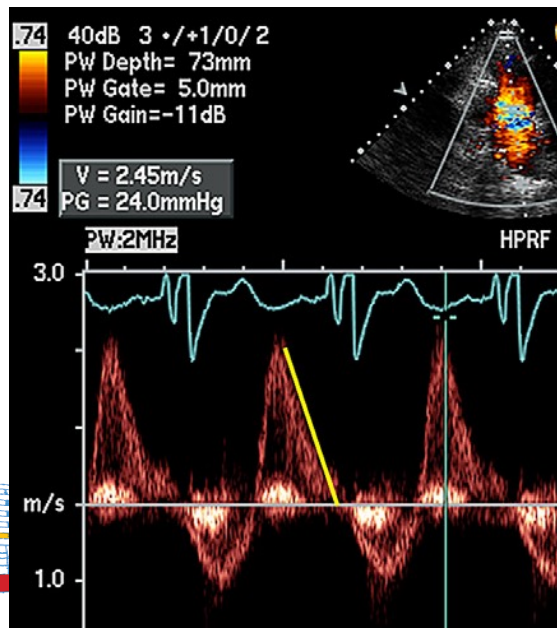 .74
40dB 3 •/+1/0/2
PW Depth= 73mm
PW Gate= 5.0mm
PW Gain=-11dB
.74
V = 2.45m/s
PG = 24.0mmHg
PW:2MHz
HPRF
3.0
m/s
1.0